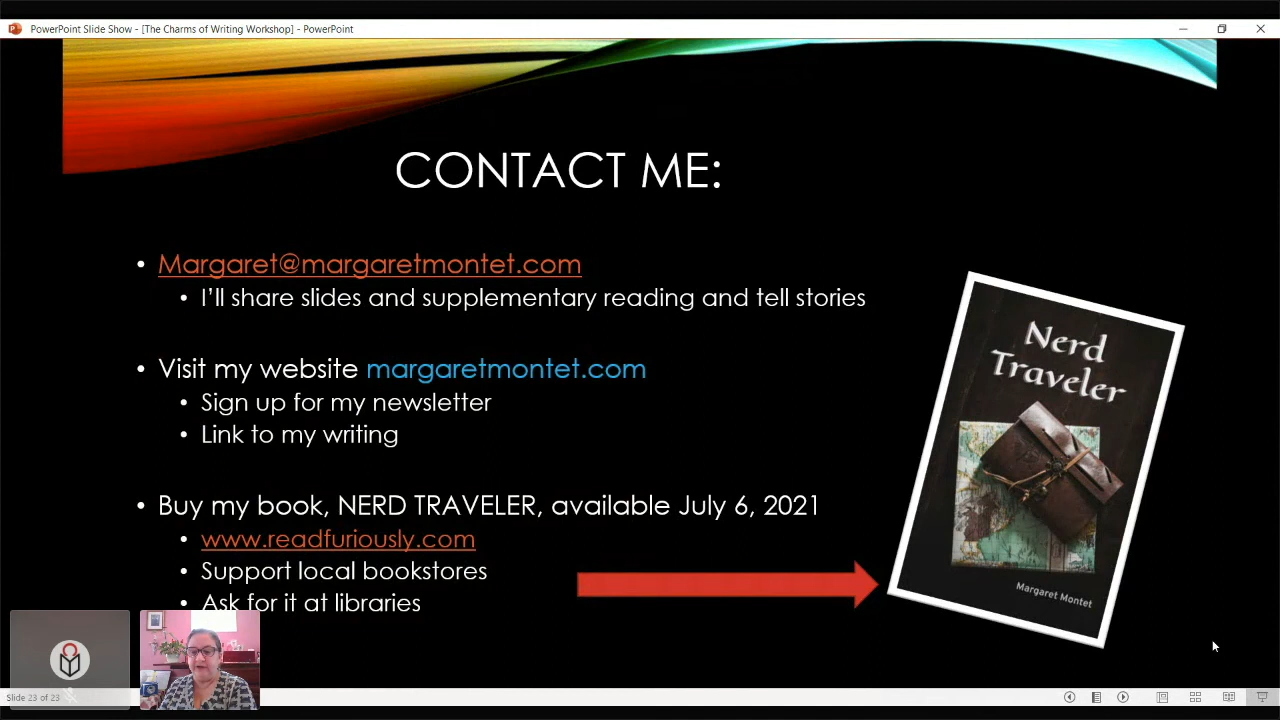 PowerPoint Slide Show - [The Charms of Writing Workshop] - PowerPoint
CONTACT ME:
• Margaret@margaretmontet.com
• I'll share slides and supplementary reading and tell stories
• Visit my website margaretmontet.com
• Sign up for my newsletter
• Link to my writing
• Buy my book, NERD TRAVELER, available July 6, 2021
• www.readfuriously.com
• Support local bookstores
• Ask for it at libraries
Nerd
Traveler
Margaret Montet
Slide 23 of 23